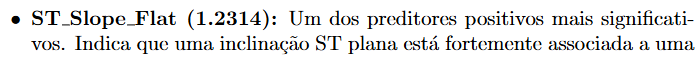 • ST_Slope_Flat (1.2314): Um dos preditores positivos mais significati-
vos. Indica que uma inclinação ST plana está fortemente associada a uma